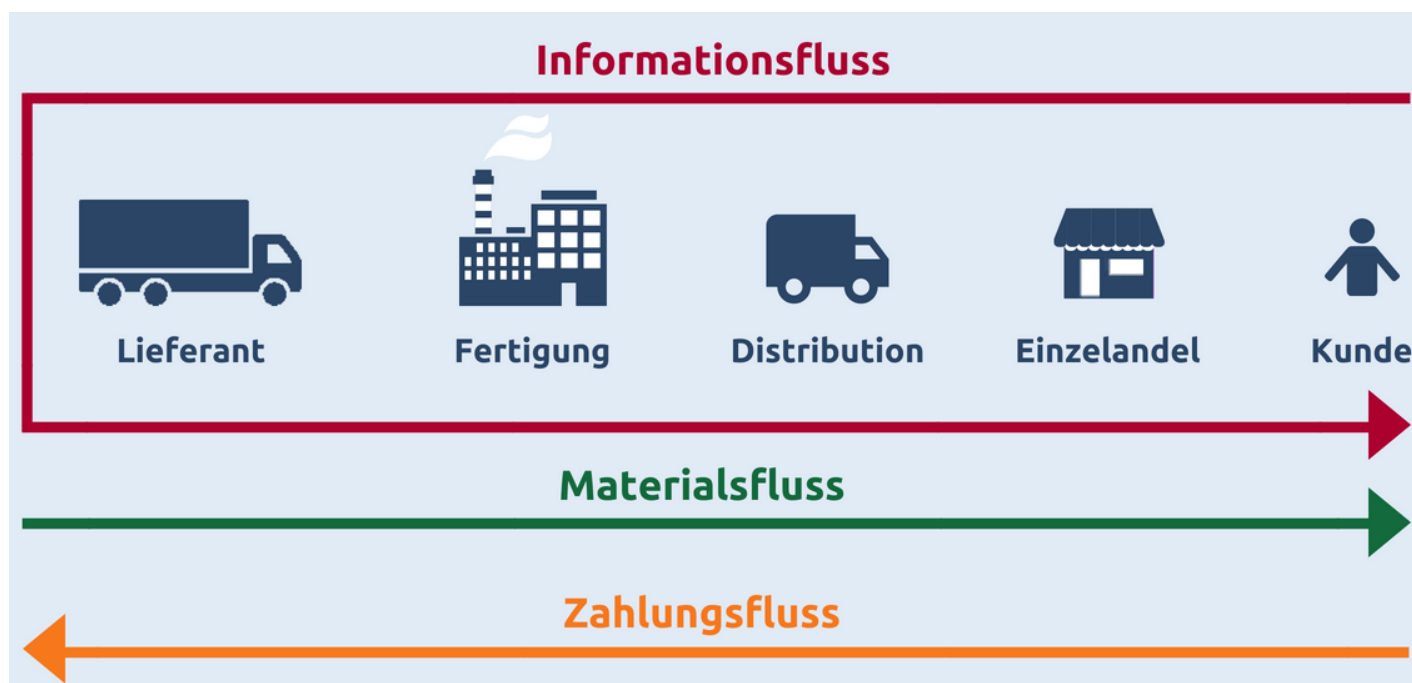 Informationsfluss
Lieferant
Fertigung
Distribution
Einzelandel
Kunde
Materialsfluss
Zahlungsfluss